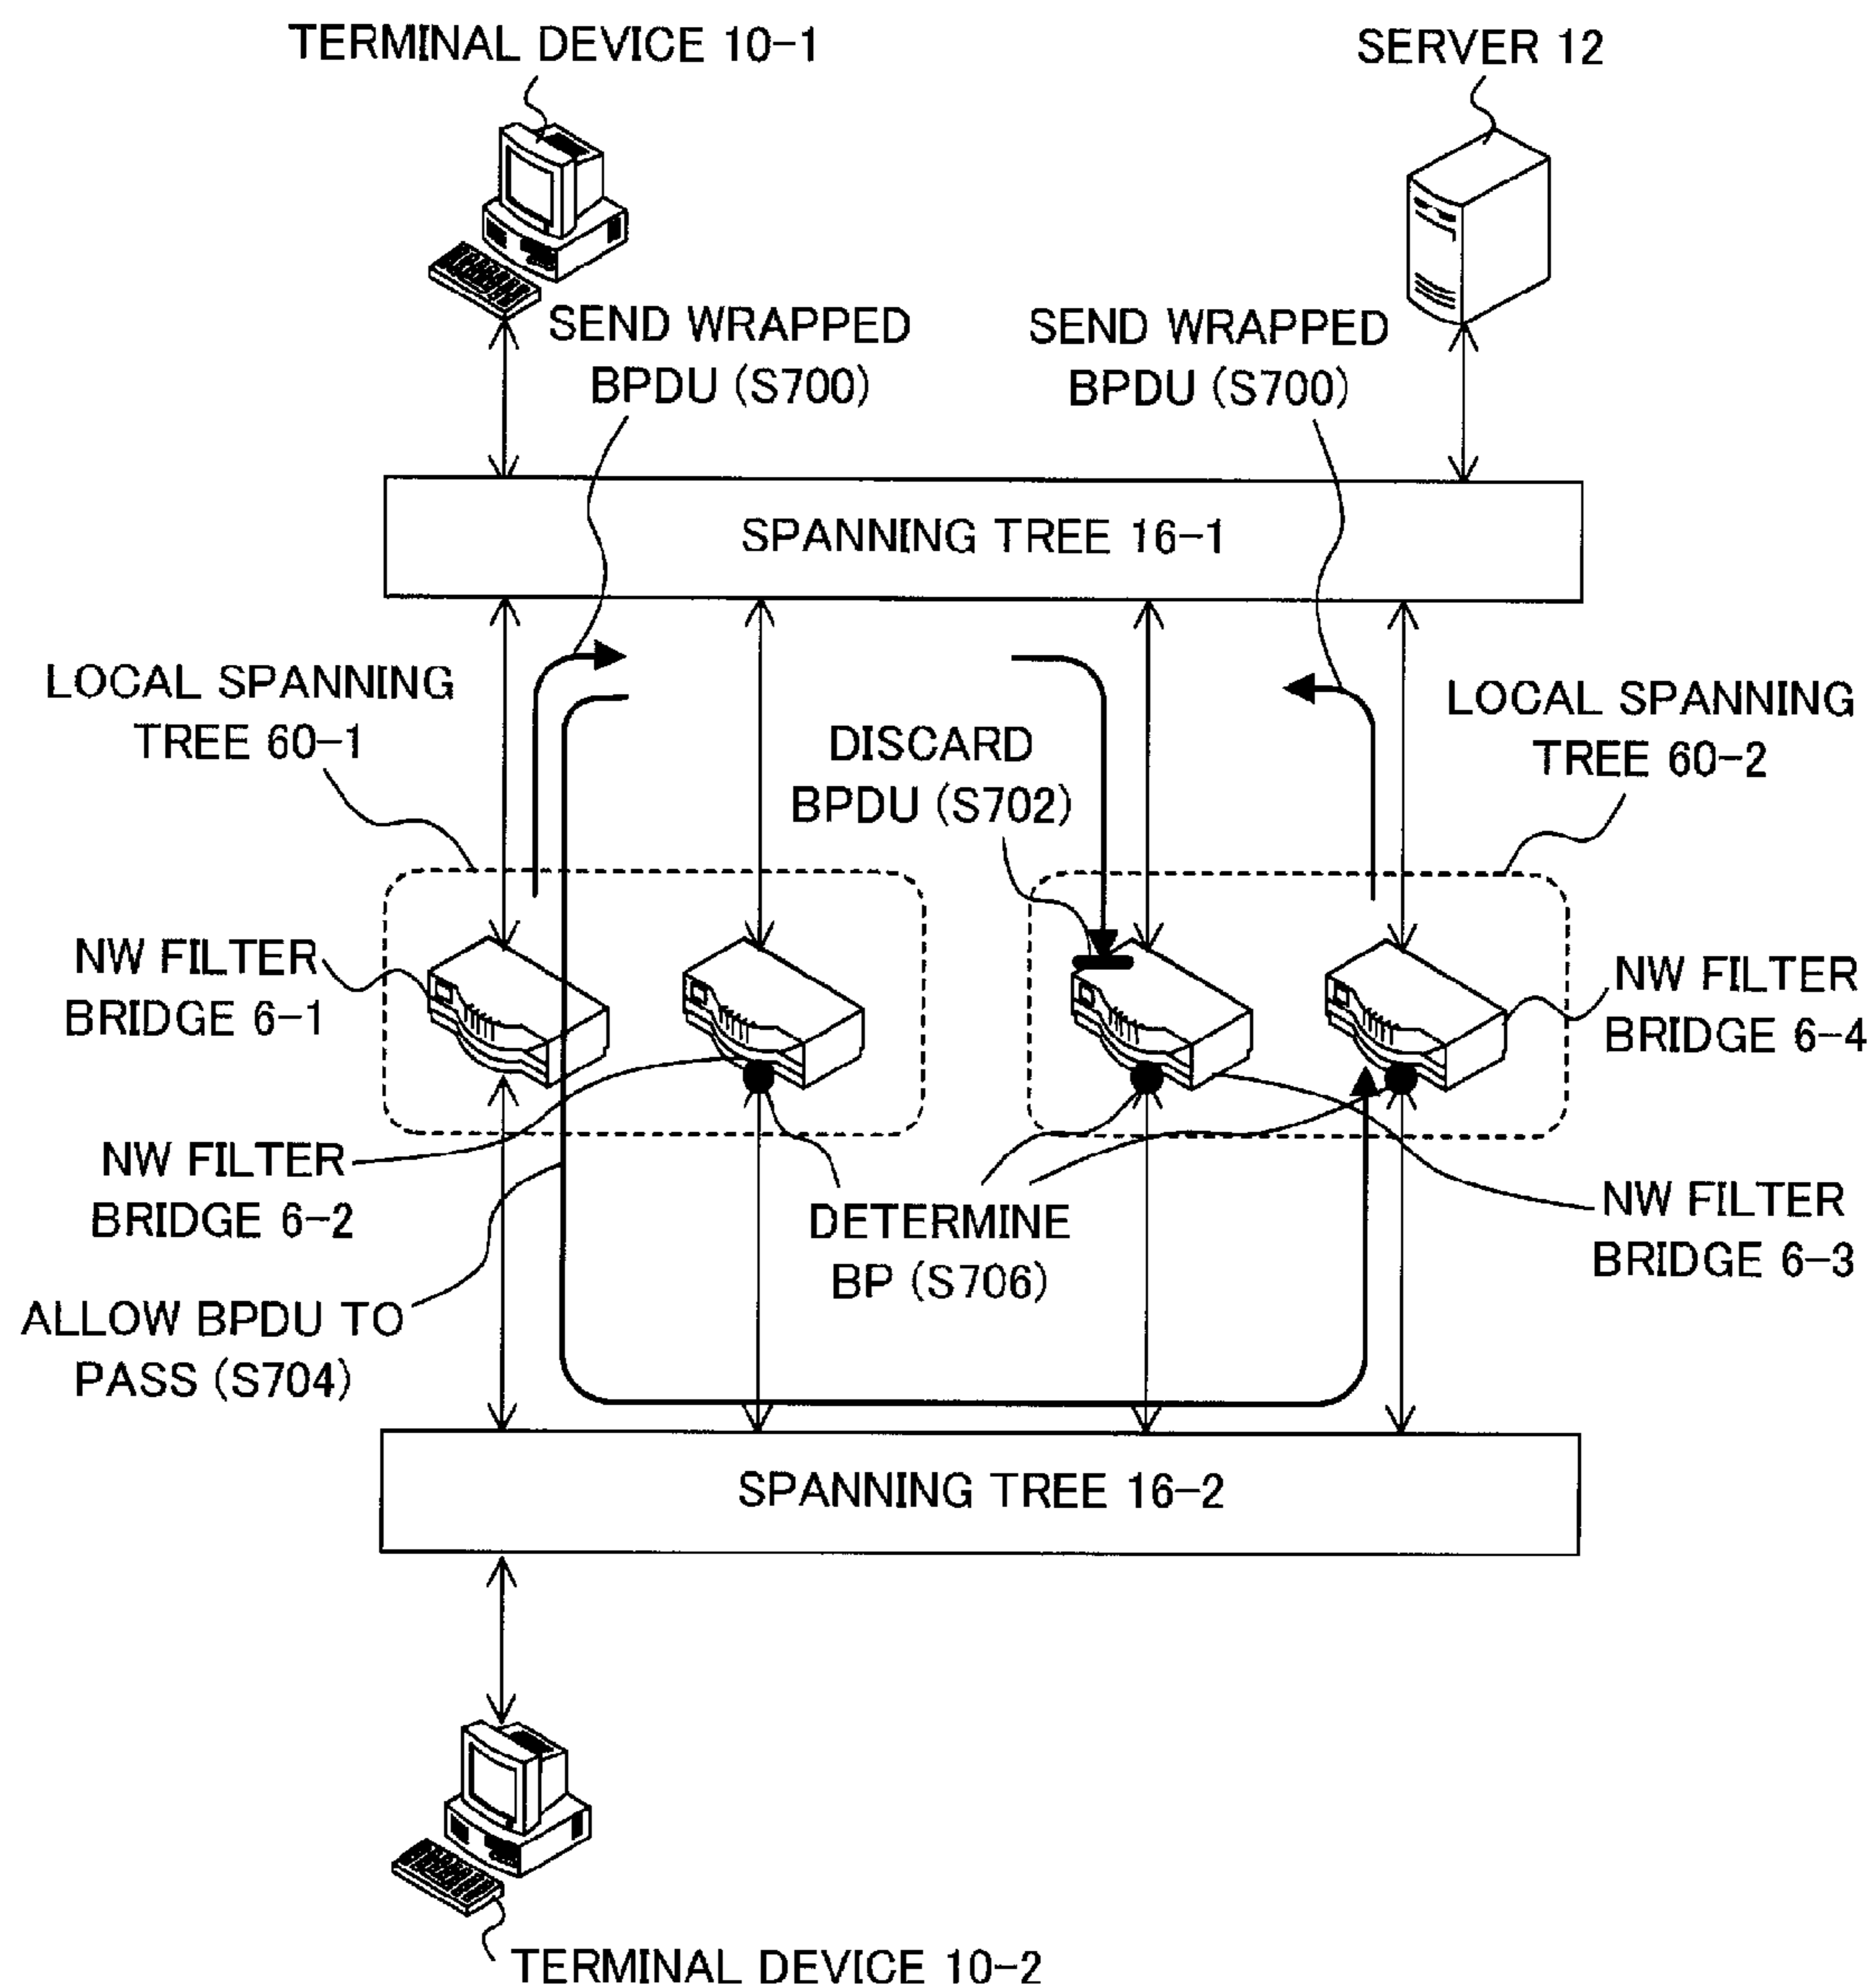 TERMINAL DEVICE 10-1
SERVER 12
SEND WRAPPED
BPDU (S700)
SEND WRAPPED
BPDU (S700)
SPANNING TREE 16-1
LOCAL SPANNING
TREE 60-1
DISCARD
BPDU (S702)
LOCAL SPANNING
TREE 60-2
NW FILTER
BRIDGE 6-1
NW FILTER
BRIDGE 6-4
NW FILTER
BRIDGE 6-2
DETERMINE
BP (S706)
NW FILTER
BRIDGE 6-3
ALLOW BPDU TO
PASS (S704)
SPANNING TREE 16-2
TERMINAL DEVICE 10-2